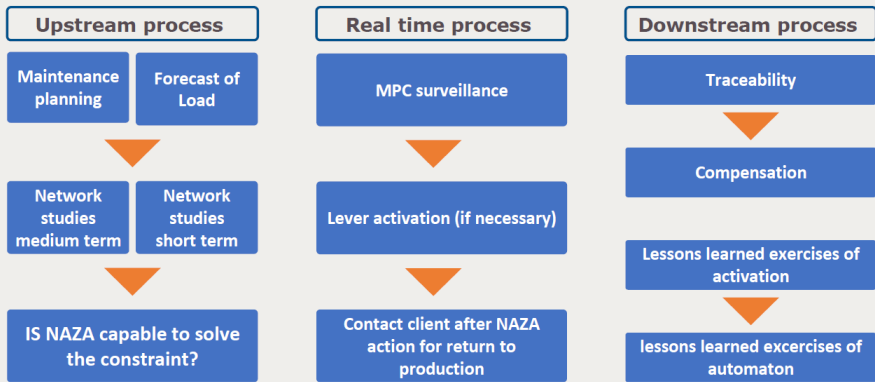 Upstream process
Maintenance
planning
Forecast of
Load
Network
studies
medium term
Network
studies
short term
IS NAZA capable to solve
the constraint?
Real time process
MPC surveillance
Lever activation (if necessary)
Contact client after NAZA
action for return to
production
Downstream process
Traceability
Compensation
Lessons learned exercises of
activation
lessons learned excercises of
automaton